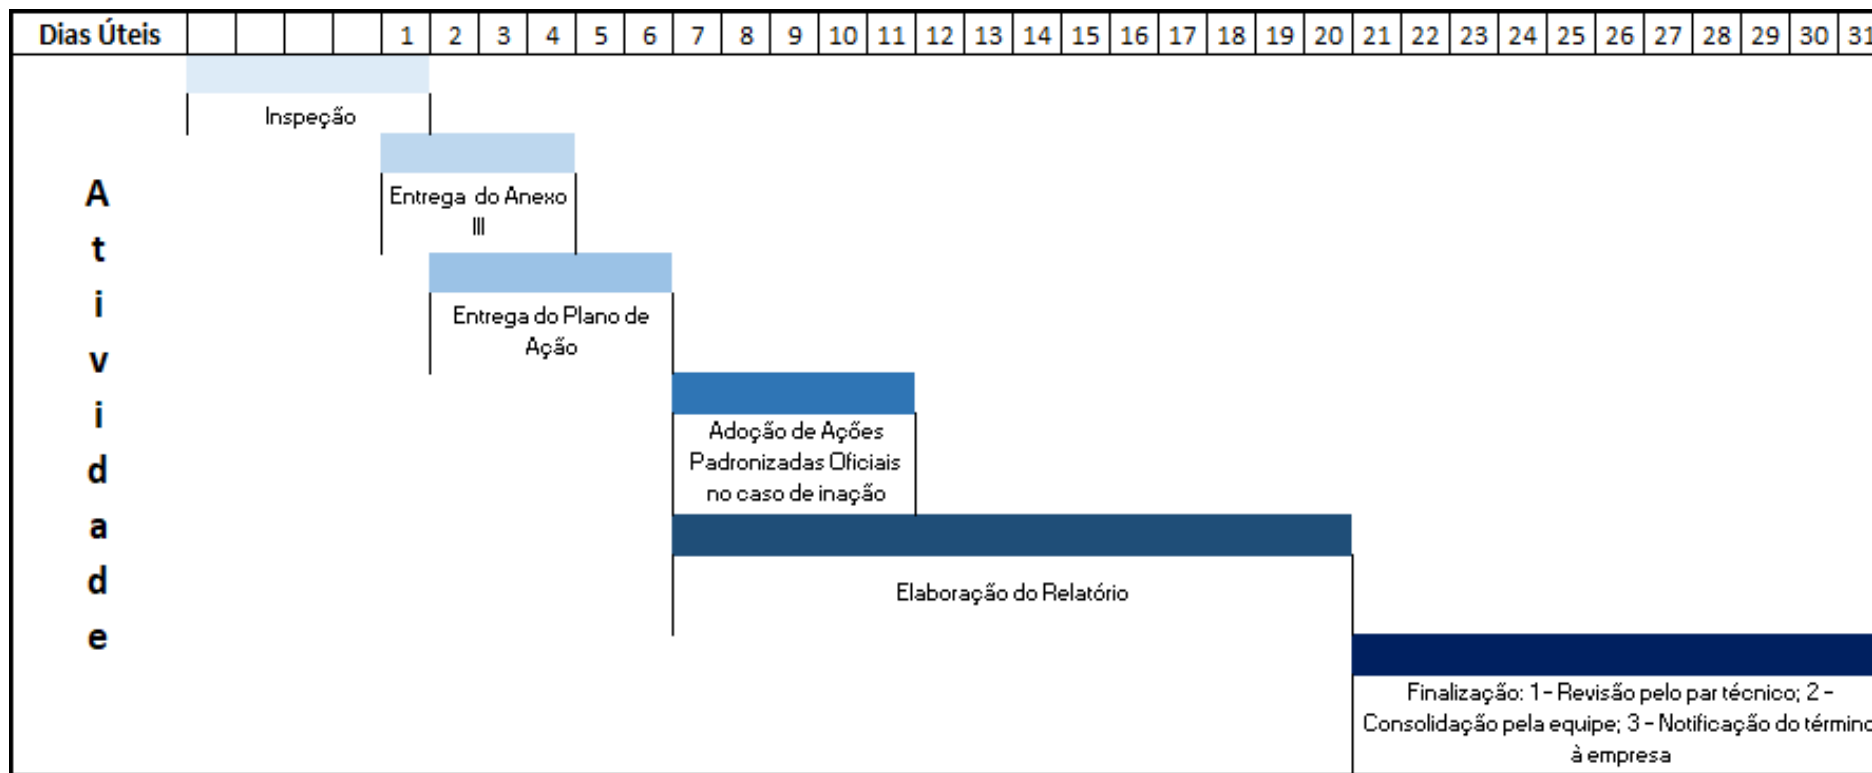 Dias Úteis 1 2 3 4 5 6 7 8 9 10 11 12 13 14 15 16 17 18 19 20 21 22 23 24 25 26 27 28 29 30 31
Inspeção
Entrega do Anexo
III
Entrega do Plano de
Ação
Adoção de Ações
Padronizadas Oficiais
no caso de inação
Elaboração do Relatório
Finalização: 1 - Revisão pelo par técnico; 2 -
Consolidação pela equipe; 3 - Notificação do término
à empresa
A
t
i
v
i
d
a
d
e